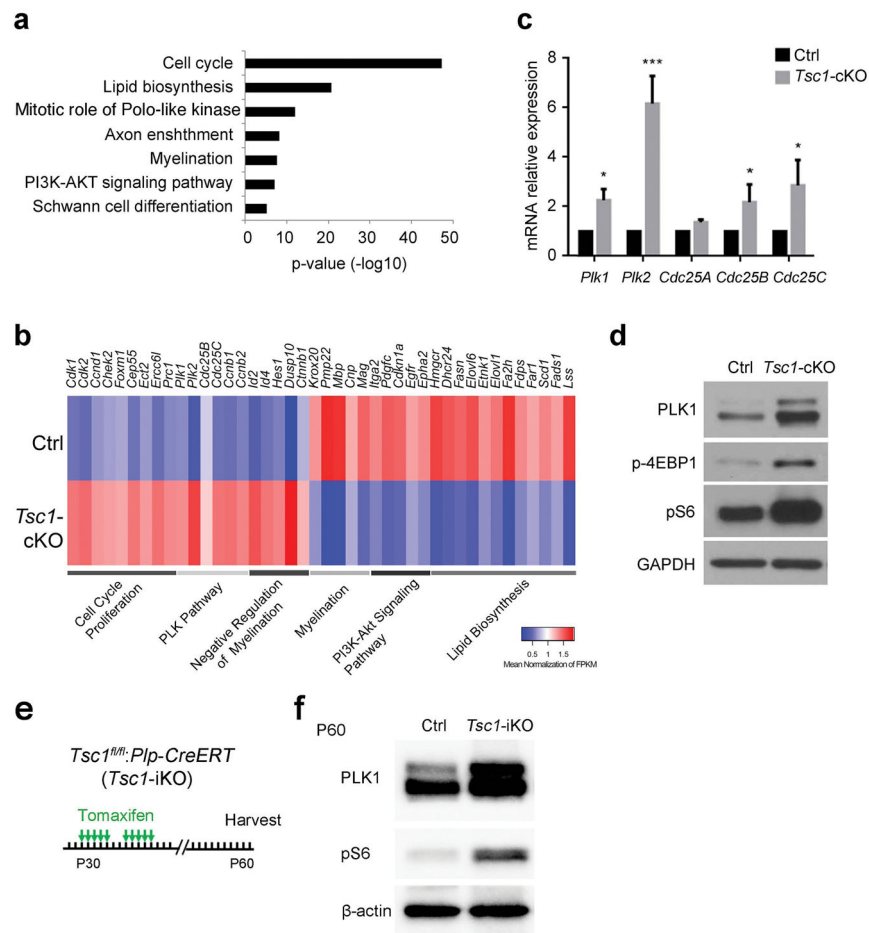 a
Cell cycle
Lipid biosynthesis
Mitotic role of Polo-like kinase
Axon enshthment
Myelination
PI3K-AKT signaling pathway
Schwann cell differentiation
0 10 20 30 40 50
p-value (-log10)
c
Ctrl
Tsc1-cKO
mRNA relative expression
8
6
4
2
0
* *** * *
Plk1 Plk2 Cdc25A Cdc25B Cdc25C
b
Cdk1 Cdk2 Ccnd1 Chek2 Foxm1 Cep55 Ect2 Ercc6l Prc1 Plk1 Plk2 Cdc25B Cdc25C Ccnb1 Ccnb2 Id2 Id4 Hes1 Dusp10 Ctnnb1 Krox20 Pmp22 Mbp Cnp Mag Itga2 Pdgfc Cdkn1a Egfr Epha2 Hmgcr Dhcr24 Fasn Elovl6 Etnk1 Elovl1 Fa2h Fdps Far1 Scd1 Fads1 Lss
Ctrl
Tsc1-
cKO
Cell Cycle
Proliferation
PLK Pathway
Negative Regulation
of Myelination
Myelination
PI3K-Akt Signaling
Pathway
Lipid Biosynthesis
0.5 1 1.5
Mean Normalization of FPKM
d
Ctrl Tsc1-cKO
PLK1
p-4EBP1
pS6
GAPDH
e
Tsc1fl/fl:Plp-CreERT
(Tsc1-iKO)
Tomaxifen
Harvest
P30 P60
f
P60
Ctrl Tsc1-iKO
PLK1
pS6
β-actin